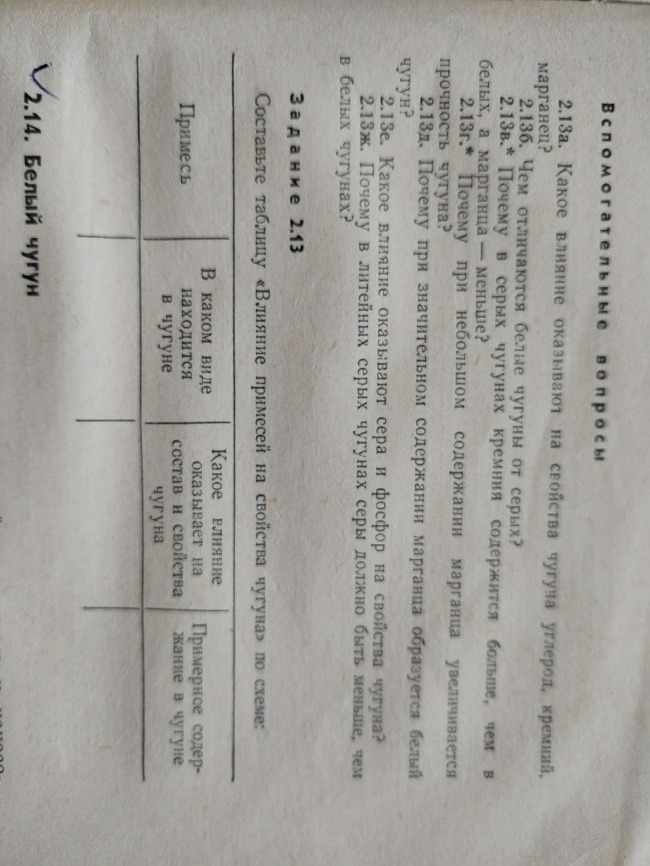 Вспомогательные вопросы
2.13а. Какое влияние оказывают на свойства чугуна углерод, кремний,
марганец?
2.13б. Чем отличаются белые чугуны от серых?
2.13в.* Почему в серых чугунах кремния содержится больше, чем в
белых, а марганца — меньше?
2.13г.* Почему при небольшом содержании марганца увеличивается
прочность чугуна?
2.13д. Почему при значительном содержании марганца образуется белый
чугун?
2.13е. Какое влияние оказывают сера и фосфор на свойства чугуна?
2.13ж. Почему в литейных серых чугунах серы должно быть меньше, чем
в белых чугунах?
Задание 2.13
Составьте таблицу «Влияние примесей на свойства чугуна» по схеме:
Примесь
В каком виде
находится
в чугуне
Какое влияние
оказывает на
состав и свойства
чугуна
Примерное содер-
жание в чугуне
2.14. Белый чугун